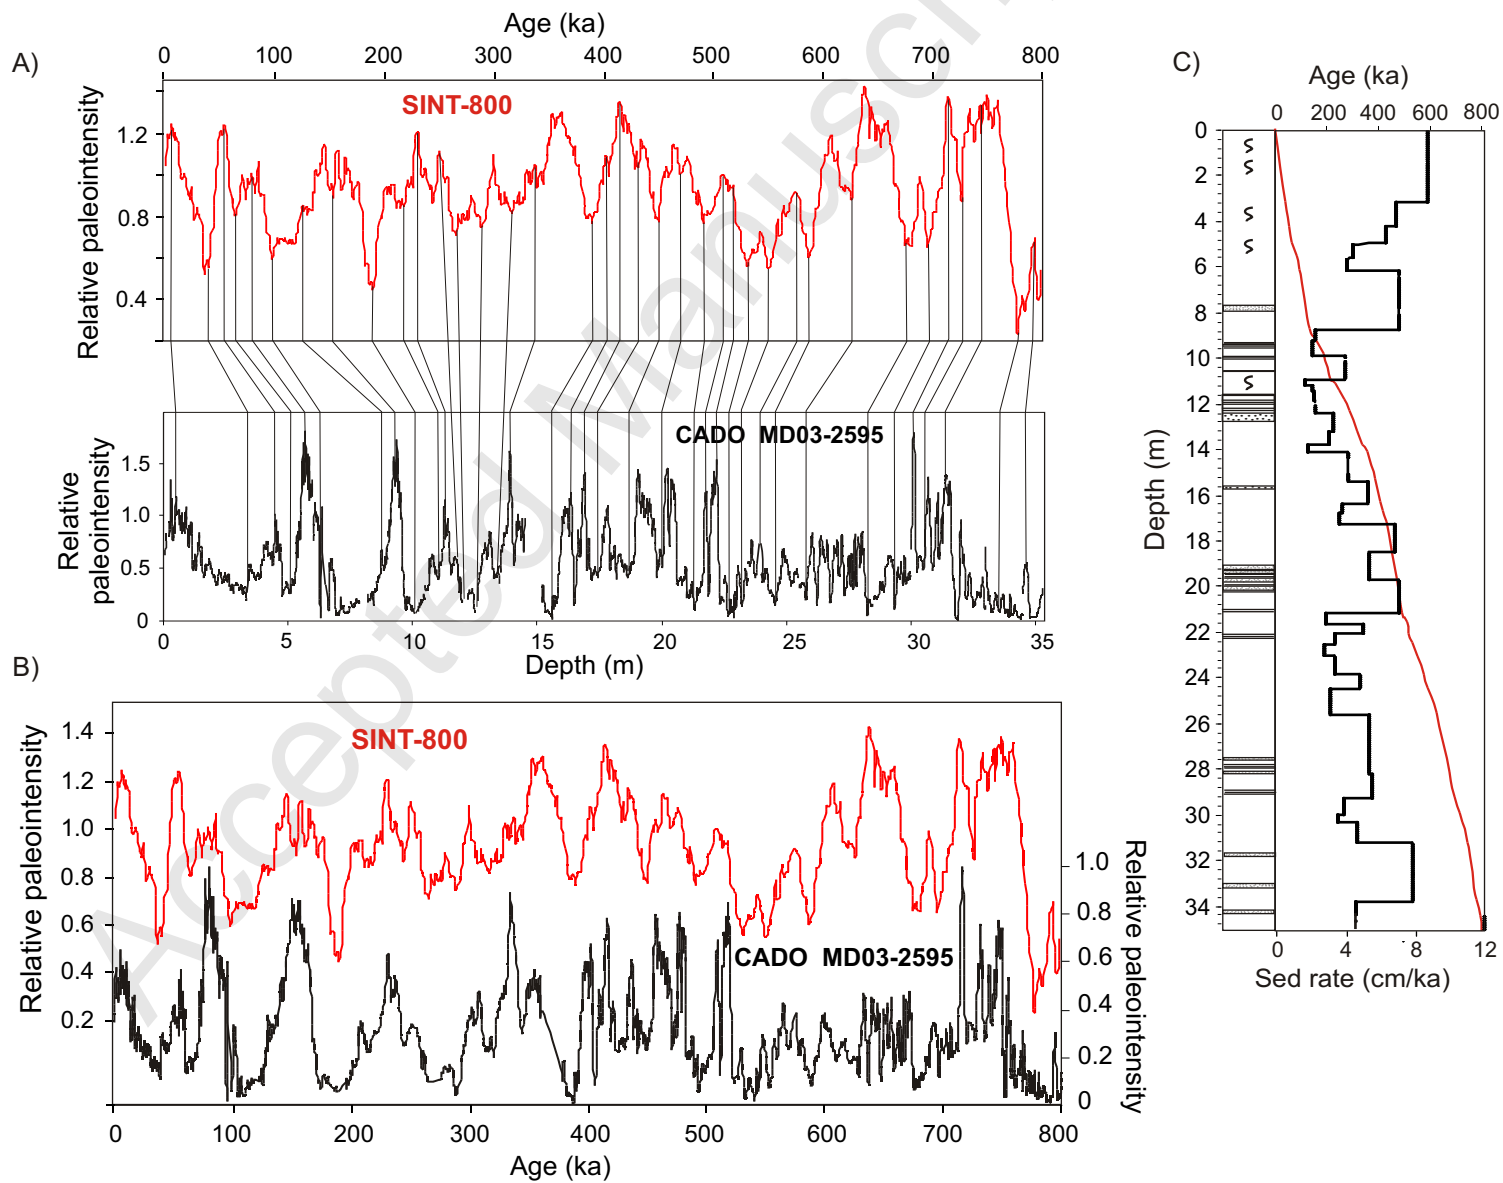 A)
Age (ka)
0 100 200 300 400 500 600 700 800
Relative paleointensity
1.2
0.8
0.4
SINT-800
CADO MD03-2595
Relative
paleointensity
1.5
1.0
0.5
0
0 5 10 15 20 25 30 35
Depth (m)
B)
Relative paleointensity
1.4
1.2
1.0
0.8
0.6
0.4
0.2
SINT-800
CADO MD03-2595
1.0
0.8
0.6
0.4
0.2
0
Relative paleointensity
0 100 200 300 400 500 600 700 800
Age (ka)
C)
Age (ka)
0 200 400 600 800
Depth (m)
0
2
4
6
8
10
12
14
16
18
20
22
24
26
28
30
32
34
0 4 8 12
Sed rate (cm/ka)
Accepted Manuscrip